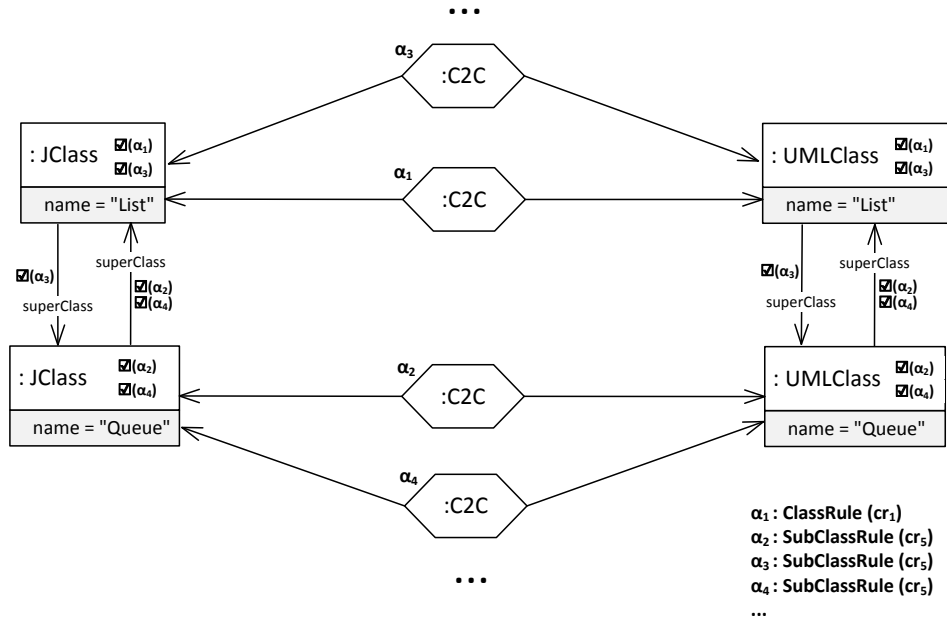 ...
α₃
:C2C
: JClass
☑(α₁)
☑(α₃)
name = "List"
: UMLClass
☑(α₁)
☑(α₃)
name = "List"
α₁
:C2C
superClass
☑(α₃)
☑(α₂)
☑(α₄)
superClass
superClass
☑(α₃)
☑(α₂)
☑(α₄)
superClass
: JClass
☑(α₂)
☑(α₄)
name = "Queue"
α₂
:C2C
: UMLClass
☑(α₂)
☑(α₄)
name = "Queue"
α₄
:C2C
...
α₁ : ClassRule (cr₁)
α₂ : SubClassRule (cr₅)
α₃ : SubClassRule (cr₅)
α₄ : SubClassRule (cr₅)
...